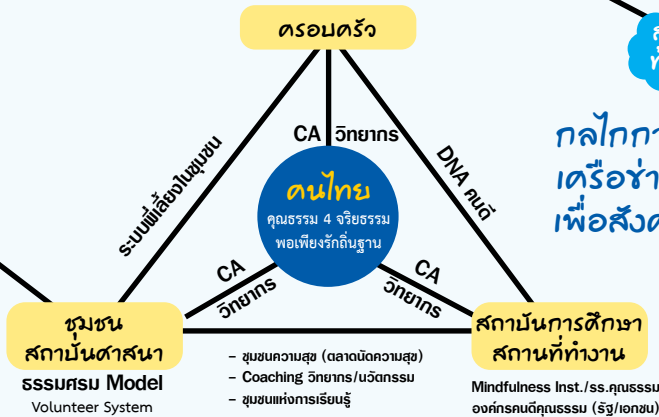 ครอบครัว
CA วิทยากร
ระบบพี่เลี้ยงในชุมชน
DNA คนดี
คนไทย
คุณธรรม 4 จริยธรรม
พอเพียงรักถิ่นฐาน
CA
วิทยากร
CA
วิทยากร
ชุมชน
สถาบันศาสนา
ธรรมศรม Model
Volunteer System
– ชุมชนความสุข (ตลาดนัดความสุข)
– Coaching วิทยากร/นวัตกรรม
– ชุมชนแห่งการเรียนรู้
สถาบันการศึกษา
สถานที่ทำงาน
Mindfulness Inst./รร.คุณธรรม
องค์กรคนดีคุณธรรม (รัฐ/เอกชน)
กลไกกา
เครือข่า
เพื่อสังค